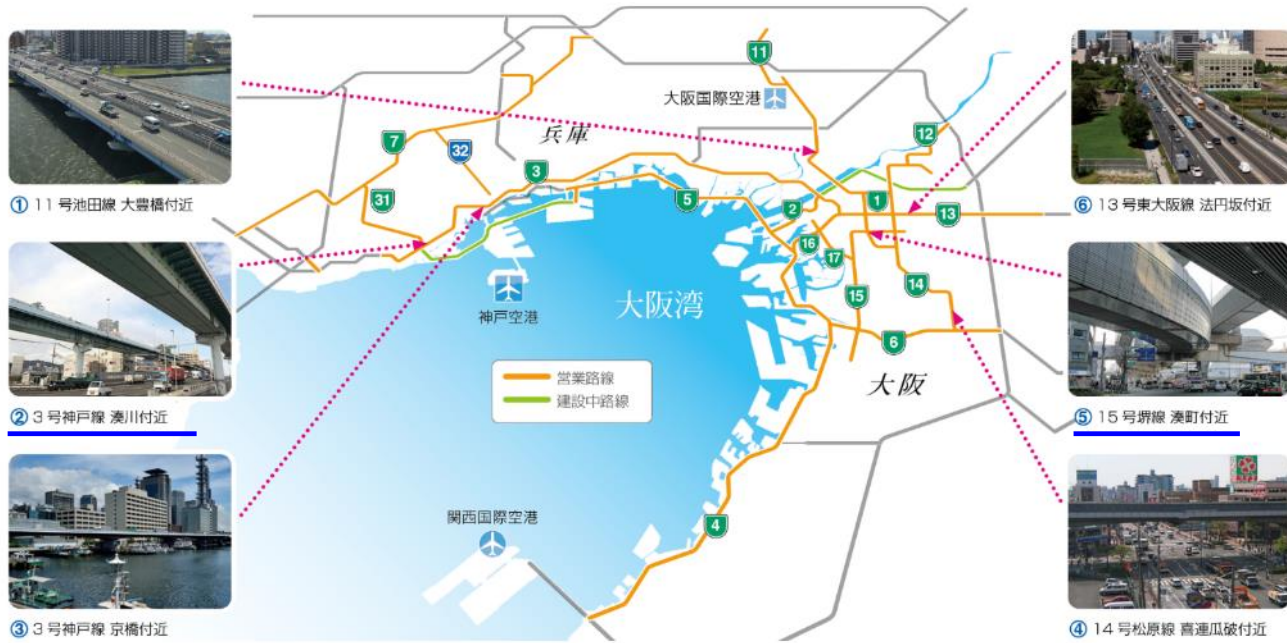 ① 11号池田線 大豊橋付近
② 3号神戸線 湊川付近
③ 3号神戸線 京橋付近
11
大阪国際空港
兵庫
12
7
32
3
31
5
2
1
13
16
17
神戸空港
大阪湾
15
14
6
営業路線
建設中路線
大阪
関西国際空港
4
⑥ 13号東大阪線 法円坂付近
⑤ 15号堺線 湊町付近
④ 14号松原線 喜連瓜破付近